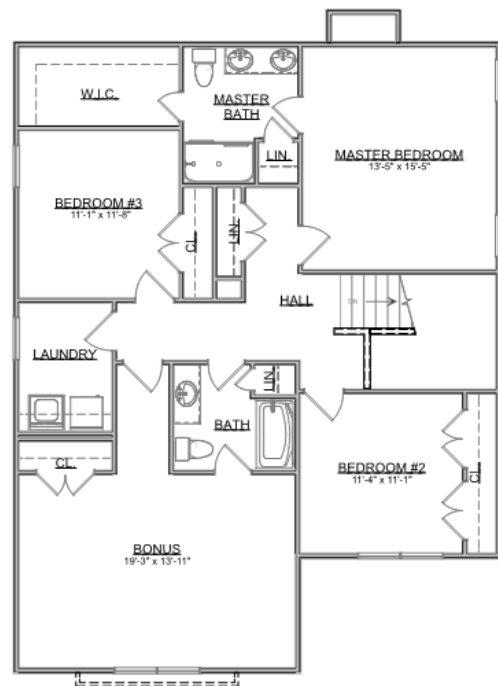 W.I.C.
MASTER
BATH
LIN.
MASTER BEDROOM
13'-5" x 15'-5"
BEDROOM #3
11'-1" x 11'-8"
CL.
LIN.
HALL
DN
LAUNDRY
LIN.
BATH
CL.
BEDROOM #2
11'-4" x 11'-1"
CL.
BONUS
19'-3" x 13'-11"